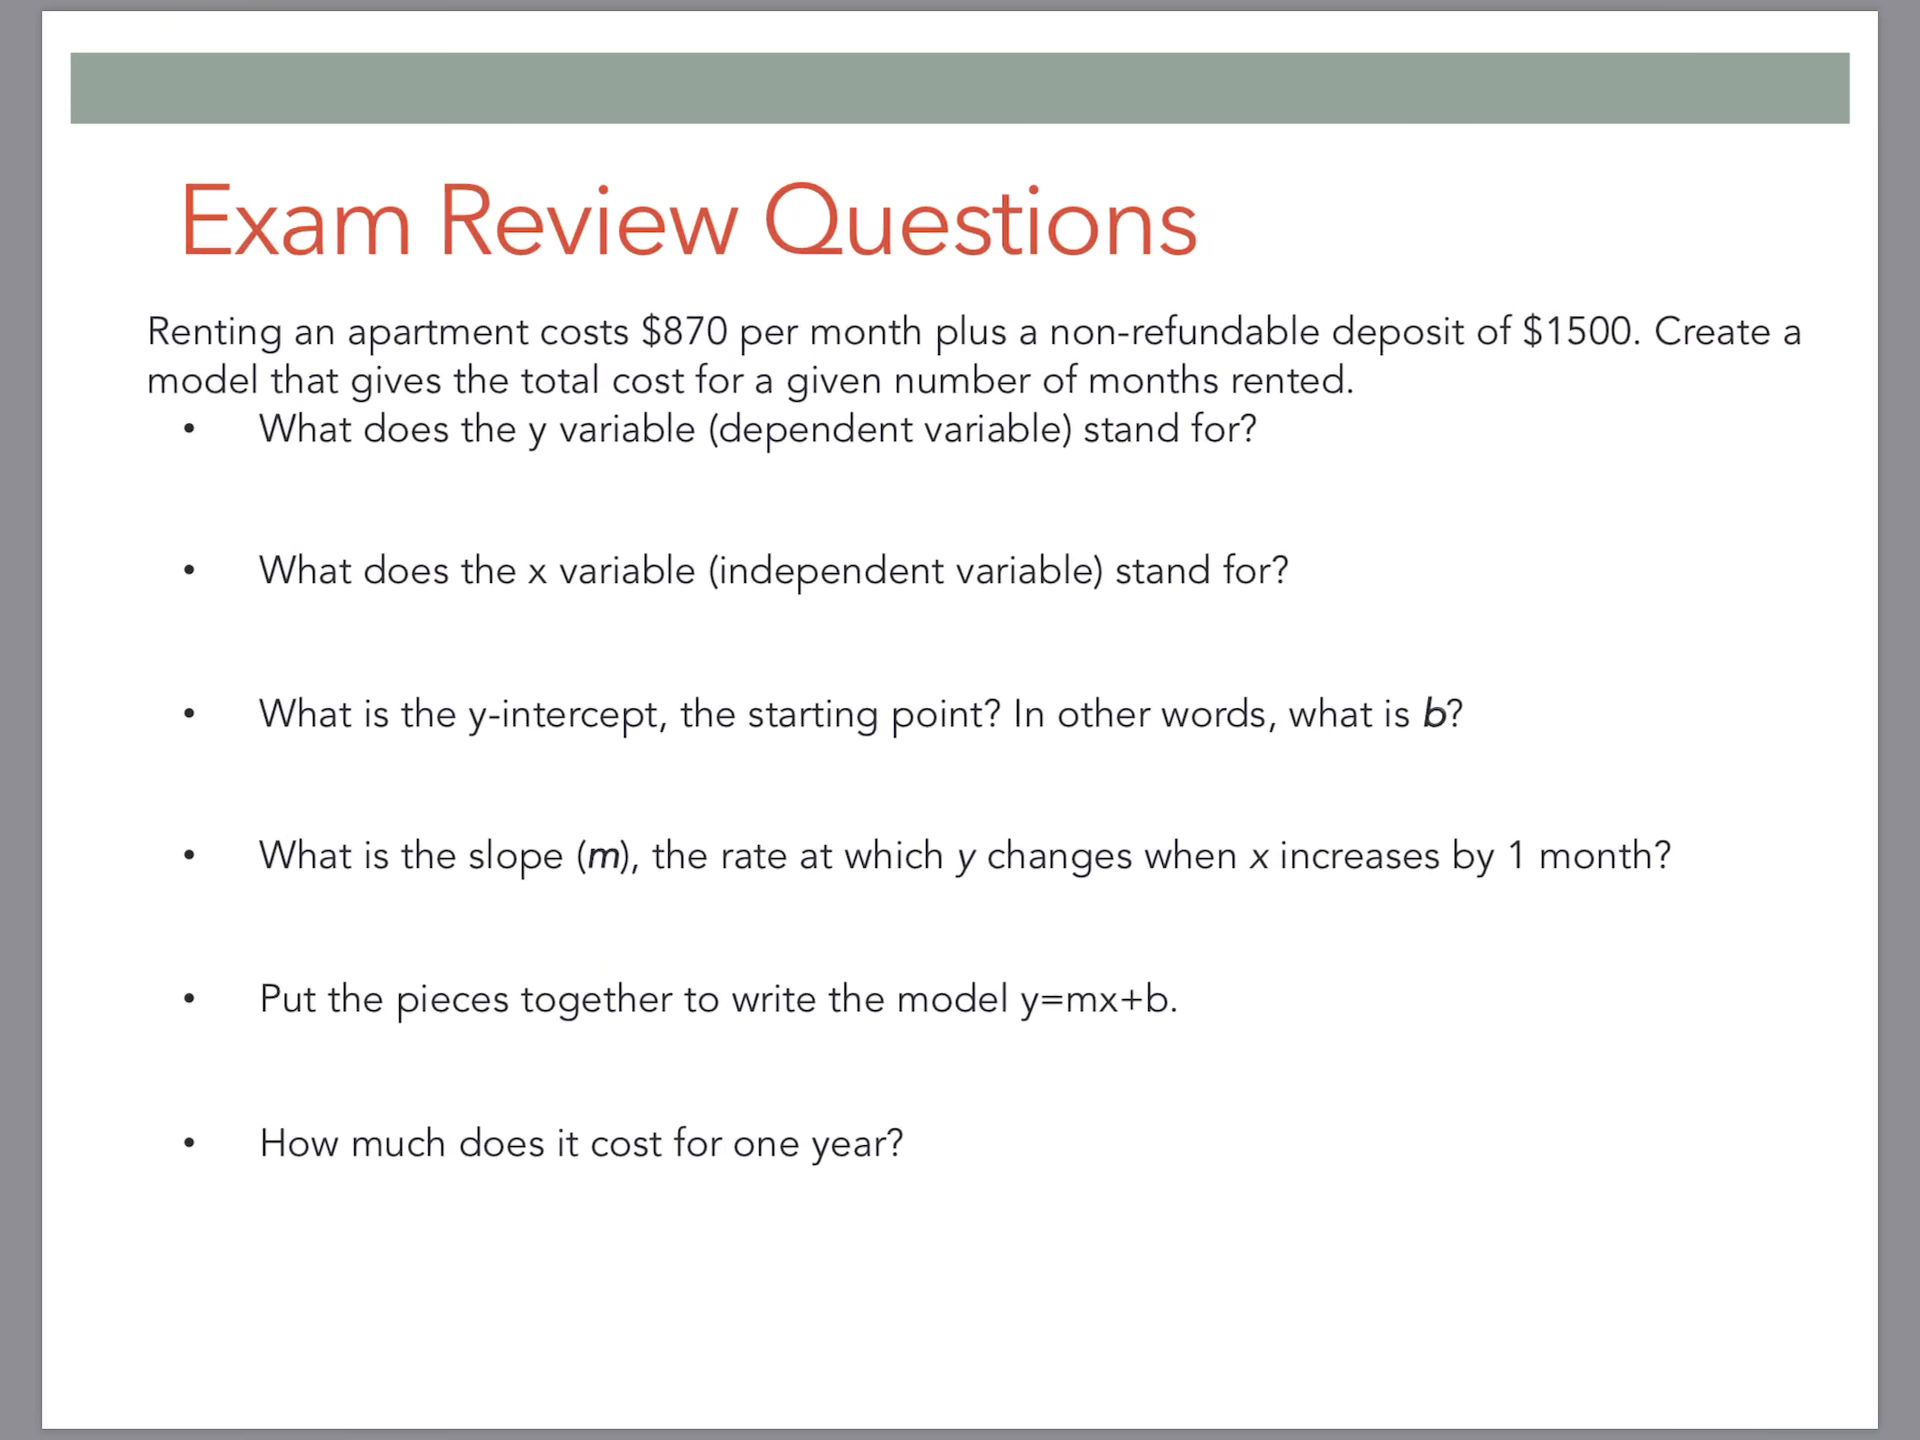 Exam Review Questions
Renting an apartment costs $870 per month plus a non-refundable deposit of $1500. Create a
model that gives the total cost for a given number of months rented.
• What does the y variable (dependent variable) stand for?
• What does the x variable (independent variable) stand for?
• What is the y-intercept, the starting point? In other words, what is b?
• What is the slope (m), the rate at which y changes when x increases by 1 month?
• Put the pieces together to write the model y=mx+b.
• How much does it cost for one year?